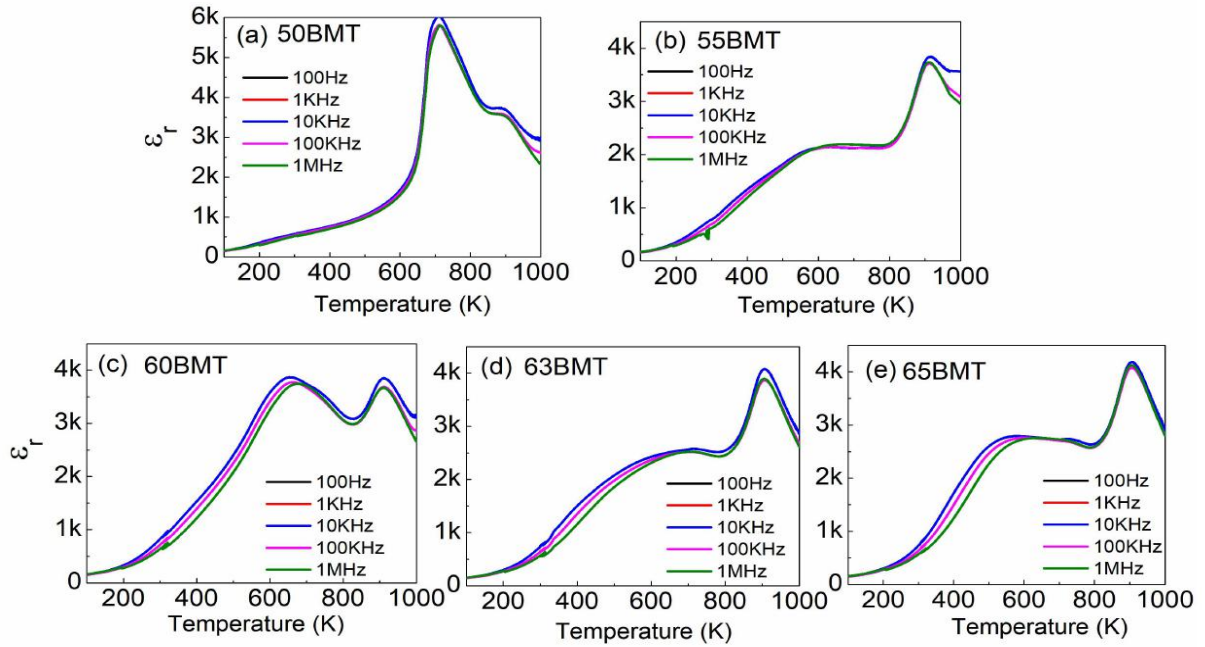 (a) 50BMT
6k
5k
4k
3k
2k
1k
0
εr
100Hz
1KHz
10KHz
100KHz
1MHz
200 400 600 800 1000
Temperature (K)
(b) 55BMT
4k
3k
2k
1k
0
100Hz
1KHz
10KHz
100KHz
1MHz
200 400 600 800 1000
Temperature (K)
(c) 60BMT
4k
3k
2k
1k
0
εr
100Hz
1KHz
10KHz
100KHz
1MHz
200 400 600 800 1000
Temperature (K)
(d) 63BMT
4k
3k
2k
1k
0
100Hz
1KHz
10KHz
100KHz
1MHz
200 400 600 800 1000
Temperature (K)
(e) 65BMT
4k
3k
2k
1k
0
100Hz
1KHz
10KHz
100KHz
1MHz
200 400 600 800 1000
Temperature (K)